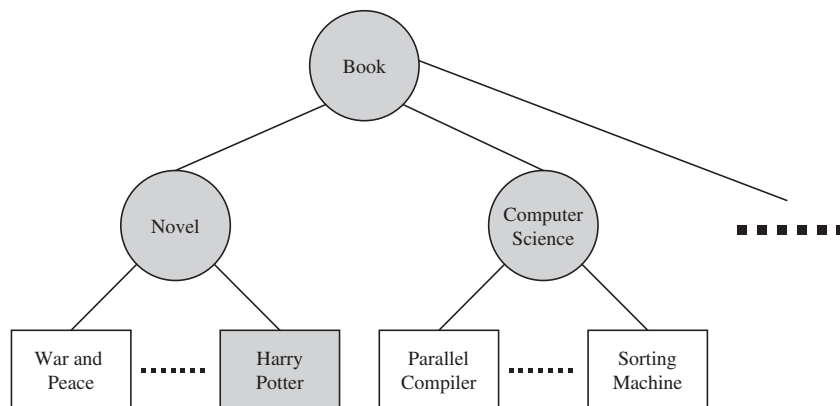 Book
Novel
Computer
Science
War and
Peace
Harry
Potter
Parallel
Compiler
Sorting
Machine